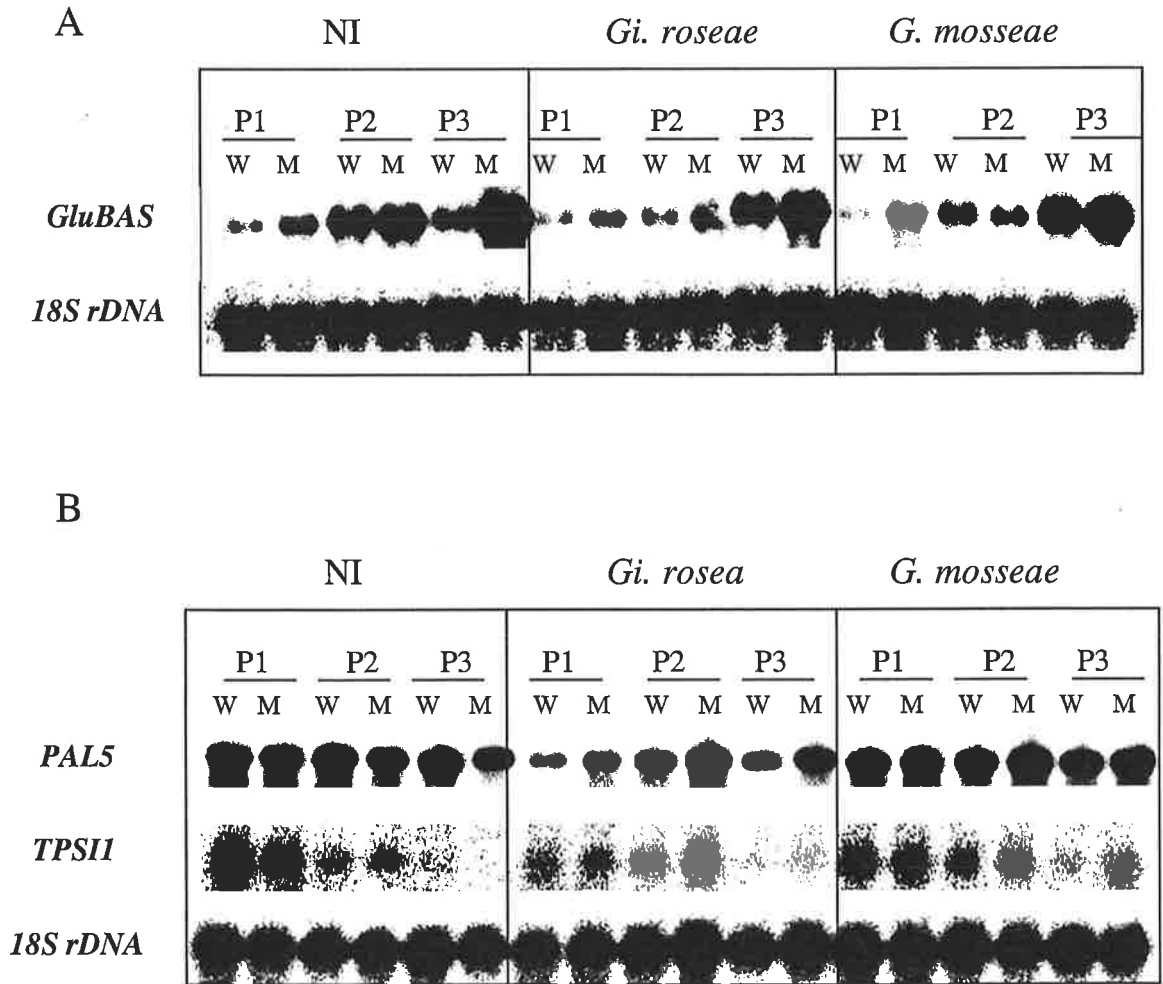 A
NI Gi. roseae G. mosseae
P1 P2 P3 P1 P2 P3 P1 P2 P3
W M W M W M W M W M W M W M W M W M
GluBAS
18S rDNA
B
NI Gi. rosea G. mosseae
P1 P2 P3 P1 P2 P3 P1 P2 P3
W M W M W M W M W M W M W M W M W M
PAL5
TPSI1
18S rDNA